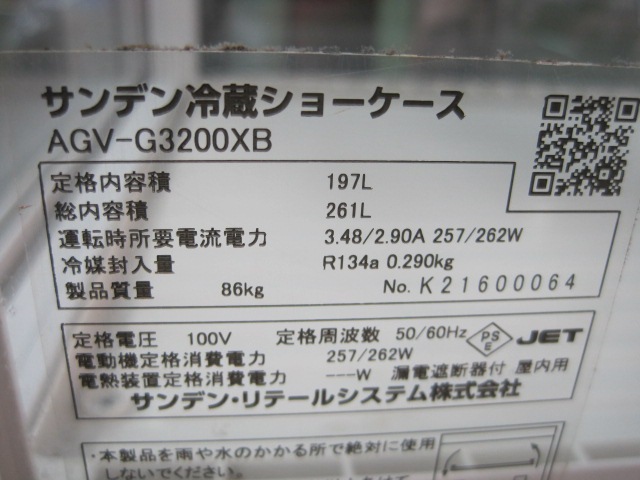 サンデン冷蔵ショーケース
AGV-G3200XB
定格内容積 197L
総内容積 261L
運転時所要電流電力 3.48/2.90A 257/262W
冷媒封入量 R134a 0.290kg
製品質量 86kg No. K21600064
定格電圧 100V 定格周波数 50/60Hz PSE JET
電動機定格消費電力 257/262W
電熱装置定格消費電力 ---W 漏電遮断器付 屋内用
サンデン・リテールシステム株式会社
・本製品を雨や水のかかる所で絶対に使用
しないでください。